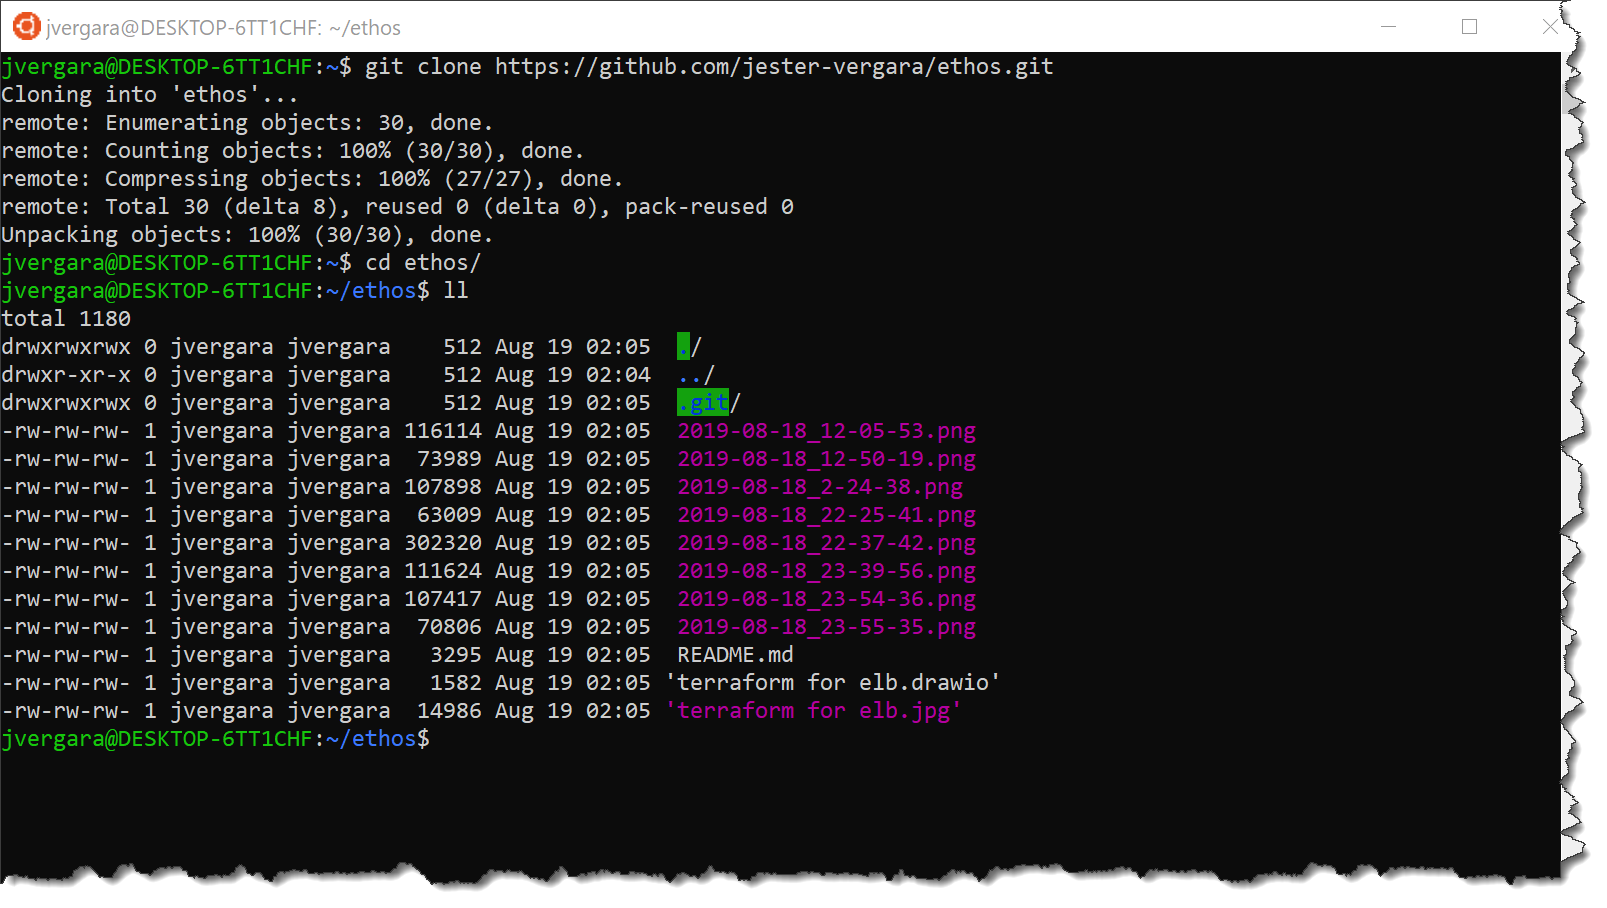 jvergara@DESKTOP-6TT1CHF: ~/ethos
jvergara@DESKTOP-6TT1CHF:~$ git clone https://github.com/jester-vergara/ethos.git
Cloning into 'ethos'...
remote: Enumerating objects: 30, done.
remote: Counting objects: 100% (30/30), done.
remote: Compressing objects: 100% (27/27), done.
remote: Total 30 (delta 8), reused 0 (delta 0), pack-reused 0
Unpacking objects: 100% (30/30), done.
jvergara@DESKTOP-6TT1CHF:~$ cd ethos/
jvergara@DESKTOP-6TT1CHF:~/ethos$ ll
total 1180
drwxrwxrwx 0 jvergara jvergara    512 Aug 19 02:05  ./
drwxr-xr-x 0 jvergara jvergara    512 Aug 19 02:04  ../
drwxrwxrwx 0 jvergara jvergara    512 Aug 19 02:05  .git/
-rw-rw-rw- 1 jvergara jvergara 116114 Aug 19 02:05  2019-08-18_12-05-53.png
-rw-rw-rw- 1 jvergara jvergara  73989 Aug 19 02:05  2019-08-18_12-50-19.png
-rw-rw-rw- 1 jvergara jvergara 107898 Aug 19 02:05  2019-08-18_2-24-38.png
-rw-rw-rw- 1 jvergara jvergara  63009 Aug 19 02:05  2019-08-18_22-25-41.png
-rw-rw-rw- 1 jvergara jvergara 302320 Aug 19 02:05  2019-08-18_22-37-42.png
-rw-rw-rw- 1 jvergara jvergara 111624 Aug 19 02:05  2019-08-18_23-39-56.png
-rw-rw-rw- 1 jvergara jvergara 107417 Aug 19 02:05  2019-08-18_23-54-36.png
-rw-rw-rw- 1 jvergara jvergara  70806 Aug 19 02:05  2019-08-18_23-55-35.png
-rw-rw-rw- 1 jvergara jvergara   3295 Aug 19 02:05  README.md
-rw-rw-rw- 1 jvergara jvergara   1582 Aug 19 02:05 'terraform for elb.drawio'
-rw-rw-rw- 1 jvergara jvergara  14986 Aug 19 02:05 'terraform for elb.jpg'
jvergara@DESKTOP-6TT1CHF:~/ethos$